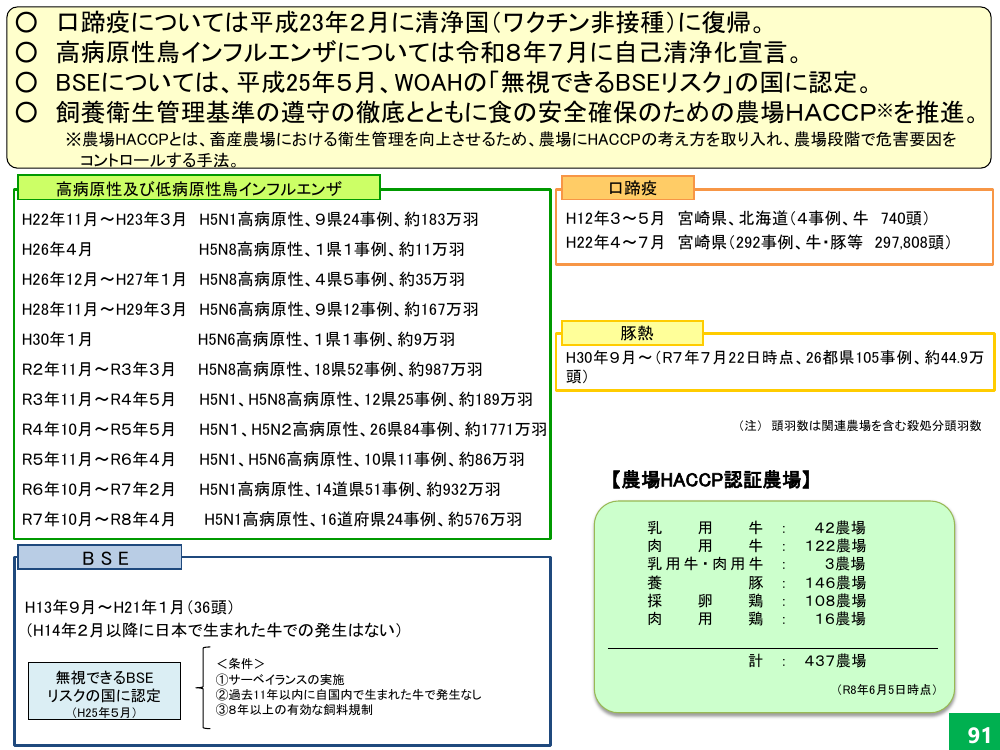 ○　口蹄疫については平成23年２月に清浄国（ワクチン非接種）に復帰。
○　高病原性鳥インフルエンザについては令和８年７月に自己清浄化宣言。
○　BSEについては、平成25年５月、WOAHの「無視できるBSEリスク」の国に認定。
○　飼養衛生管理基準の遵守の徹底とともに食の安全確保のための農場HACCP※を推進。
※農場HACCPとは、畜産農場における衛生管理を向上させるため、農場にHACCPの考え方を取り入れ、農場段階で危害要因を
コントロールする手法。
高病原性及び低病原性鳥インフルエンザ
H22年11月～H23年３月　H5N1高病原性、９県24事例、約183万羽
H26年４月　H5N8高病原性、１県１事例、約11万羽
H26年12月～H27年１月　H5N8高病原性、４県５事例、約35万羽
H28年11月～H29年３月　H5N6高病原性、９県12事例、約167万羽
H30年１月　H5N6高病原性、１県１事例、約9万羽
R２年11月～R３年３月　H5N8高病原性、18県52事例、約987万羽
R３年11月～R４年５月　H5N1、H5N8高病原性、12県25事例、約189万羽
R４年10月～R５年５月　H5N１、H5N２高病原性、26県84事例、約1771万羽
R５年11月～R６年４月　H5N1、H5N6高病原性、10県11事例、約86万羽
R６年10月～R７年２月　H5N1高病原性、14道県51事例、約932万羽
R７年10月～R８年４月　H5N1高病原性、16道府県24事例、約576万羽
口蹄疫
H12年３～５月　宮崎県、北海道（４事例、牛　740頭）
H22年４～７月　宮崎県（292事例、牛・豚等　297,808頭）
豚熱
H30年９月～（R７年７月22日時点、26都県105事例、約44.9万
頭）
（注）　頭羽数は関連農場を含む殺処分頭羽数
ＢＳＥ
H13年９月～H21年１月（36頭）
（H14年２月以降に日本で生まれた牛での発生はない）
無視できるBSE
リスクの国に認定
（H25年５月）
＜条件＞
①サーベイランスの実施
②過去11年以内に自国内で生まれた牛で発生なし
③８年以上の有効な飼料規制
【農場HACCP認証農場】
乳　用　牛　：　42農場
肉　用　牛　：　122農場
乳用牛・肉用牛　：　3農場
養　豚　：　146農場
採　卵　鶏　：　108農場
肉　用　鶏　：　16農場
計　：　437農場
（R8年6月5日時点）
91